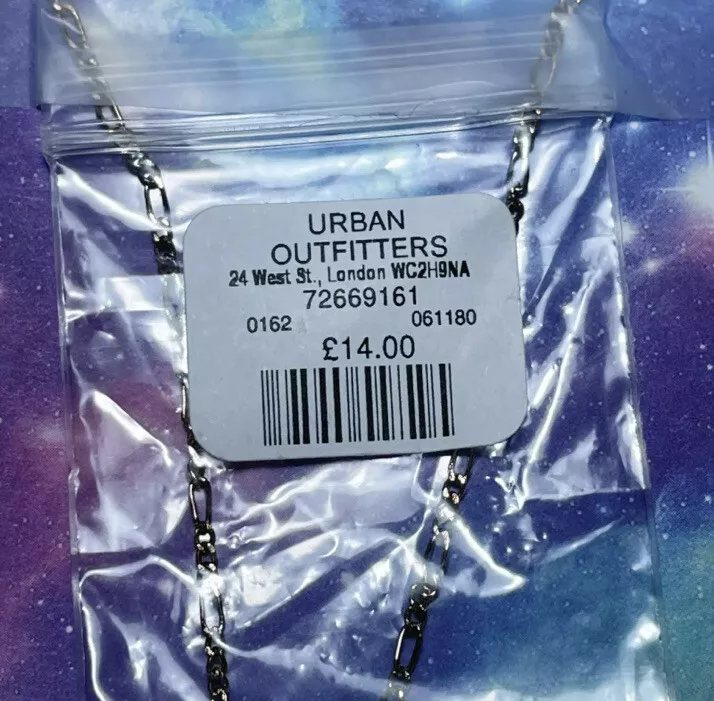 URBAN
OUTFITTERS
24 West St., London WC2H9NA
72669161
0162 061180
£14.00